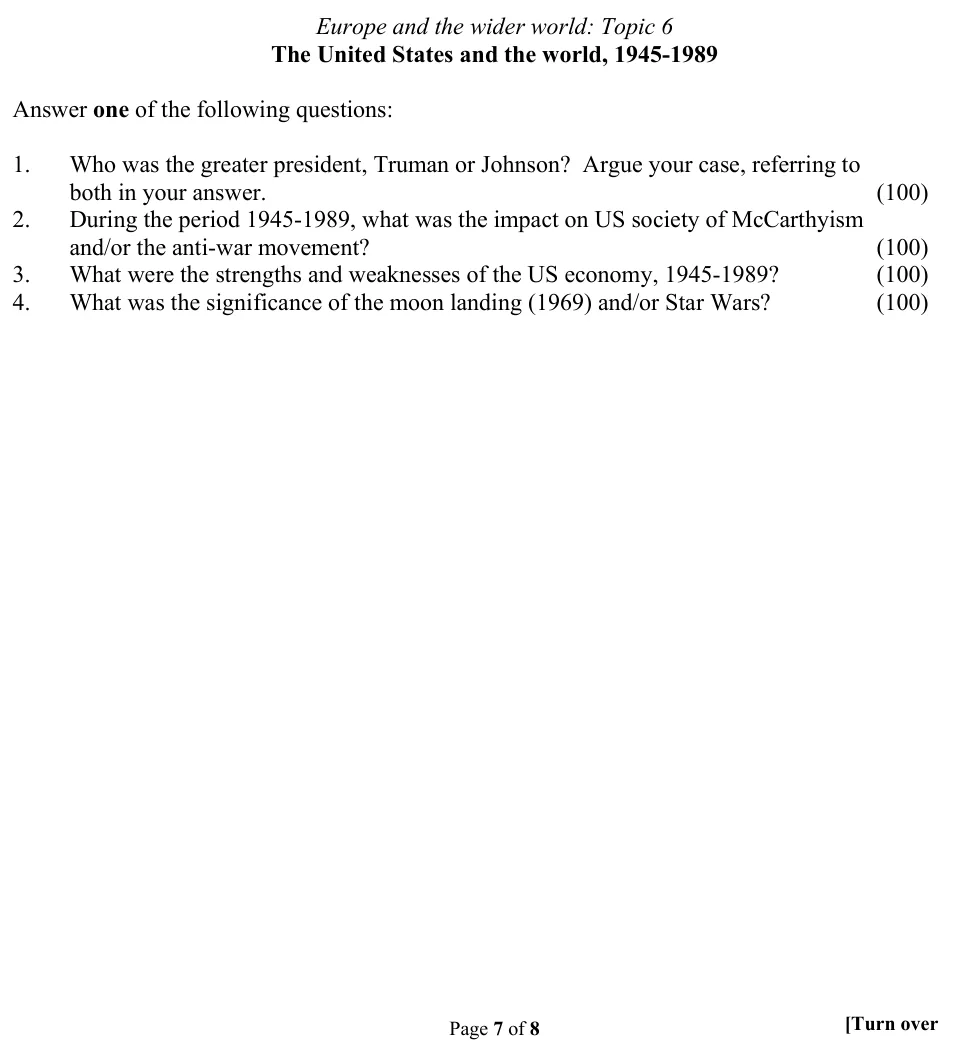 Europe and the wider world: Topic 6
The United States and the world, 1945-1989
Answer one of the following questions:
1. Who was the greater president, Truman or Johnson? Argue your case, referring to
both in your answer. (100)
2. During the period 1945-1989, what was the impact on US society of McCarthyism
and/or the anti-war movement? (100)
3. What were the strengths and weaknesses of the US economy, 1945-1989? (100)
4. What was the significance of the moon landing (1969) and/or Star Wars? (100)
Page 7 of 8 [Turn over